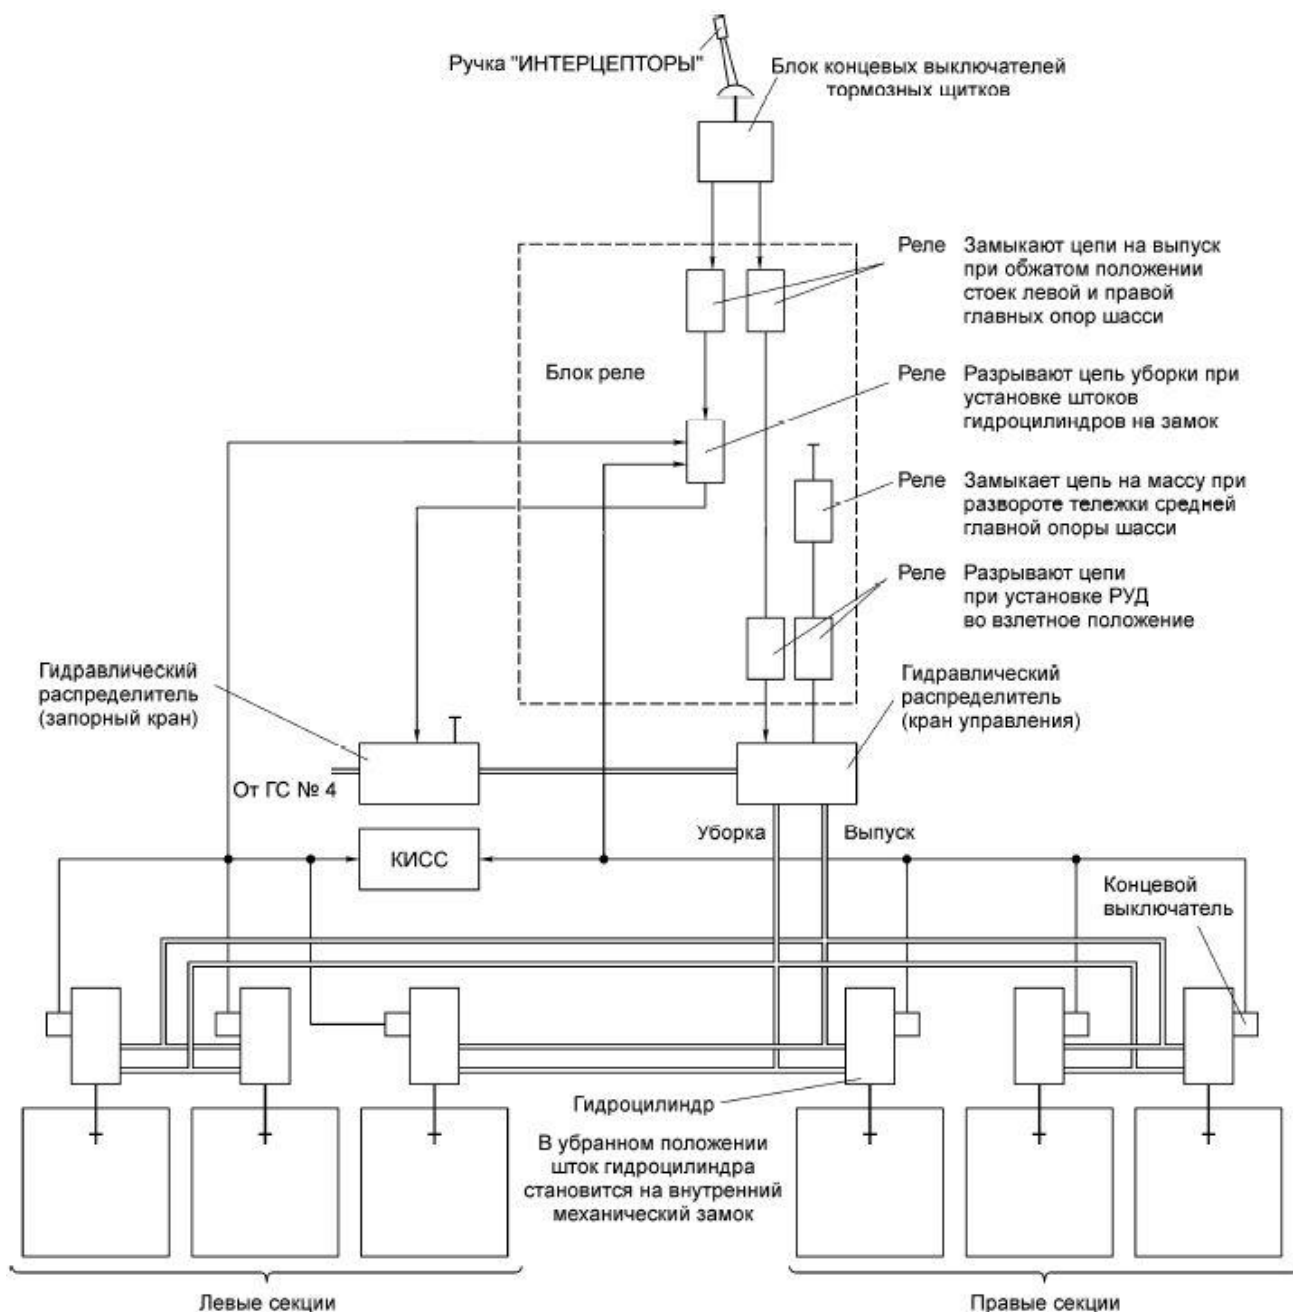 Ручка "ИНТЕРЦЕПТОРЫ"
Блок концевых выключателей
тормозных щитков
Реле Замыкают цепи на выпуск
при обжатом положении
стоек левой и правой
главных опор шасси
Блок реле
Реле Разрывают цепь уборки при
установке штоков
гидроцилиндров на замок
Реле Замыкает цепь на массу при
развороте тележки средней
главной опоры шасси
Реле Разрывают цепи
при установке РУД
во взлетное положение
Гидравлический
распределитель
(запорный кран)
Гидравлический
распределитель
(кран управления)
От ГС № 4
Уборка
Выпуск
КИСС
Концевой
выключатель
Гидроцилиндр
В убранном положении
шток гидроцилиндра
становится на внутренний
механический замок
Левые секции
Правые секции